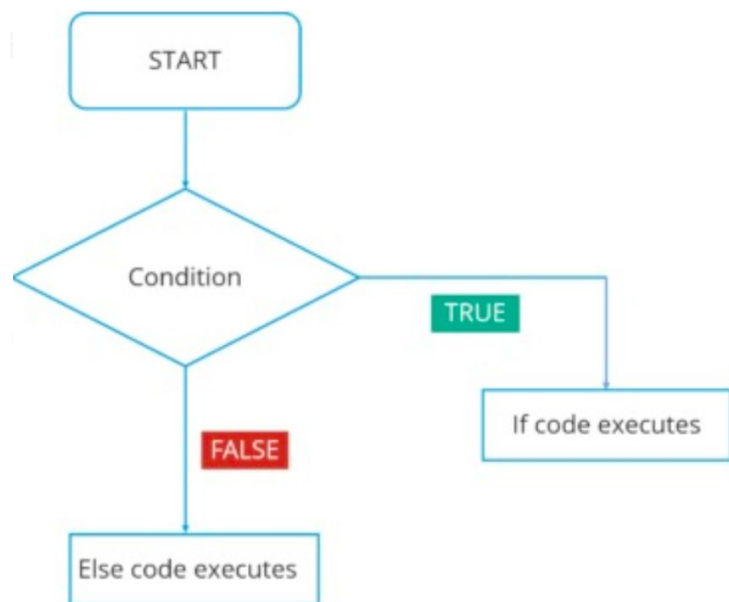 START
Condition
TRUE
If code executes
FALSE
Else code executes